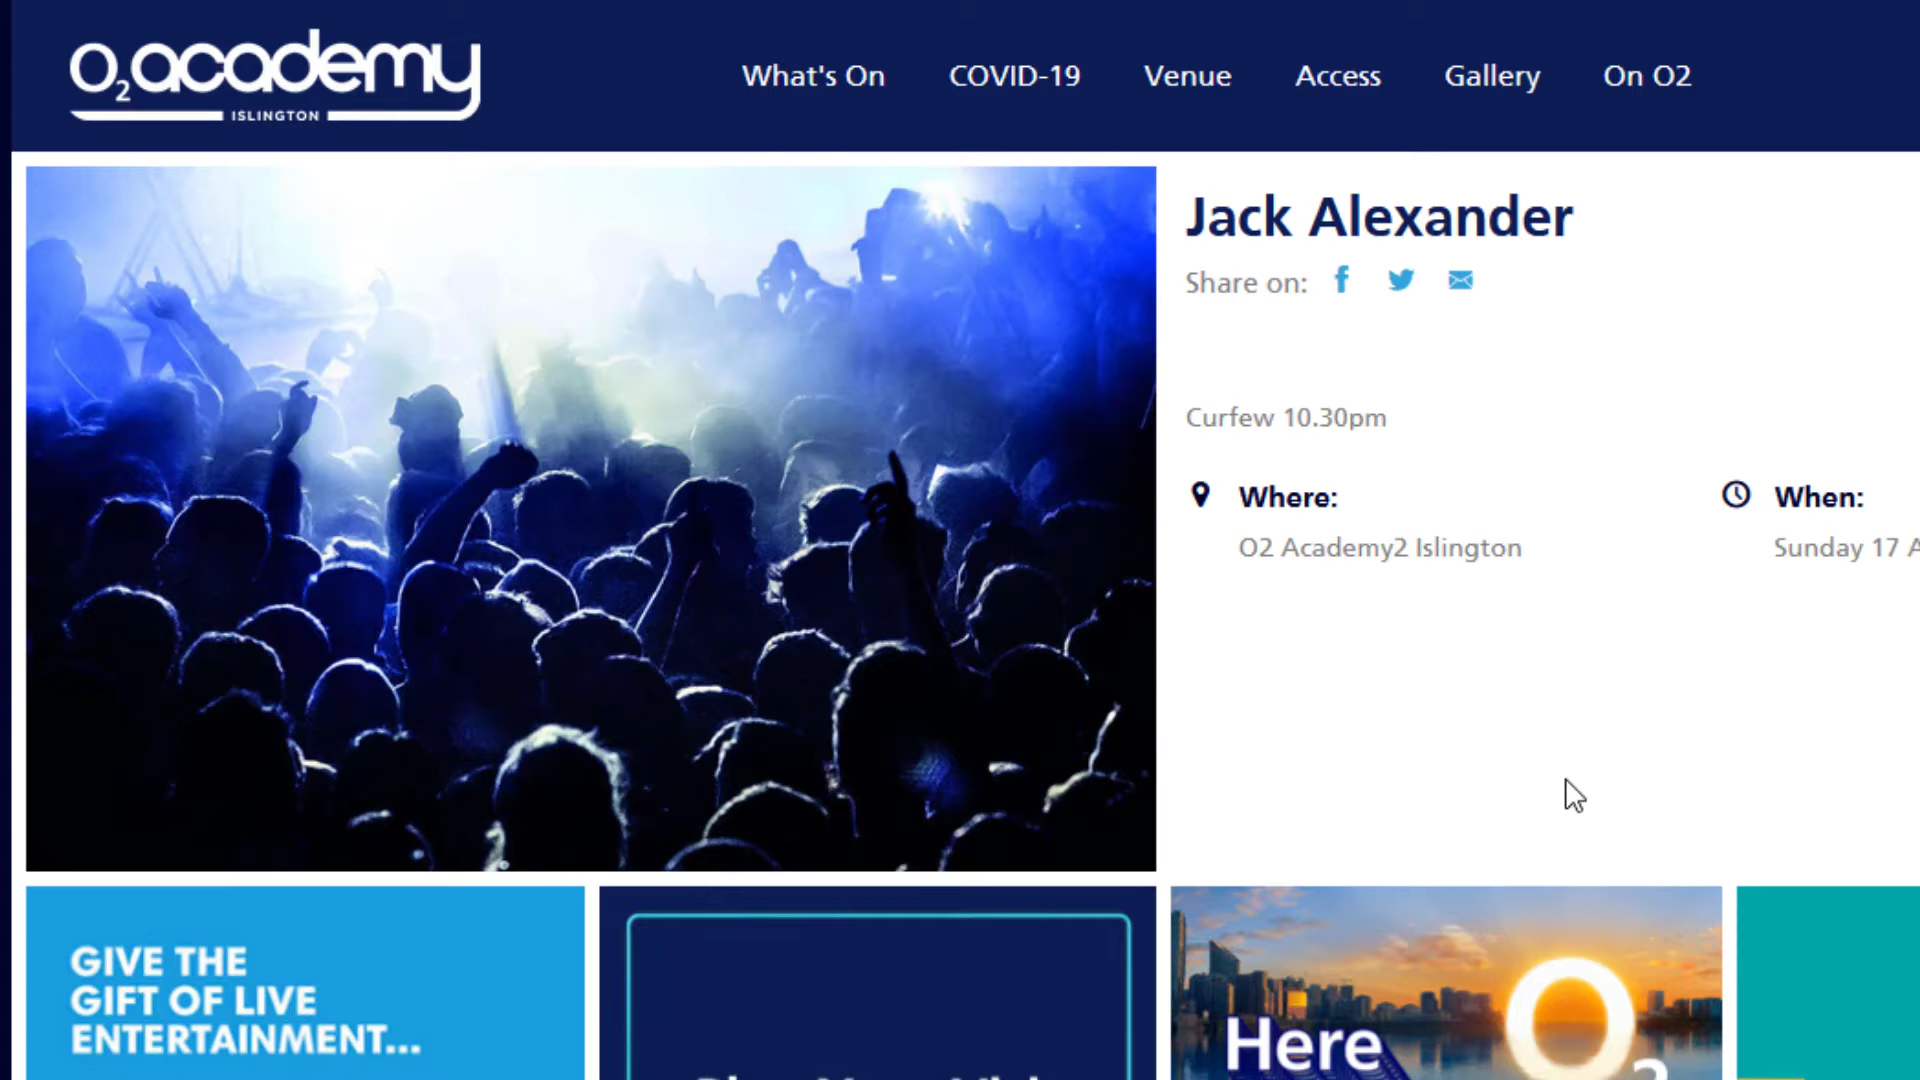 O2 academy
ISLINGTON
What's On COVID-19 Venue Access Gallery On O2
Jack Alexander
Share on:
Curfew 10.30pm
Where: When:
O2 Academy2 Islington Sunday 17 A
GIVE THE
GIFT OF LIVE
ENTERTAINMENT...
Here
O2